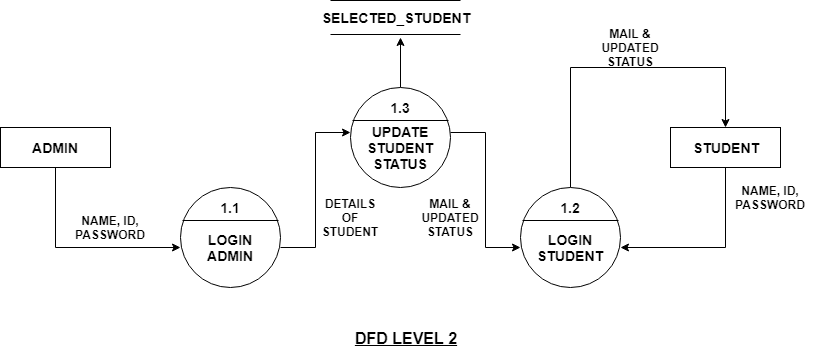 SELECTED_STUDENT
MAIL &
UPDATED
STATUS
1.3
UPDATE
STUDENT
STATUS
ADMIN
STUDENT
NAME, ID,
PASSWORD
NAME, ID,
PASSWORD
1.1
LOGIN
ADMIN
DETAILS
OF
STUDENT
MAIL &
UPDATED
STATUS
1.2
LOGIN
STUDENT
DFD LEVEL 2